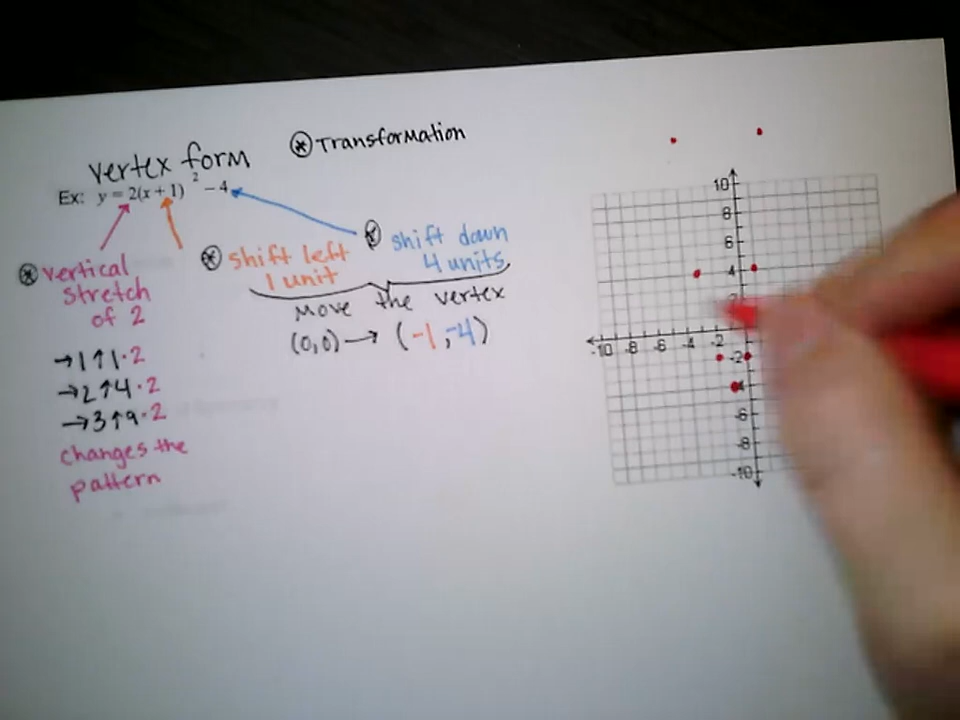 vertex form
⊛ Transformation
Ex: y = 2(x + 1)² − 4
⊛ vertical
stretch
of 2
→1↑1·2
→2↑4·2
→3↑9·2
changes the
pattern
⊛ shift left
1 unit
⊛ shift down
4 units
Move the vertex
(0,0) → (-1,-4)
10
8
6
4
2
-10 -8 -6 -4 -2
-2
-6
-8
-10